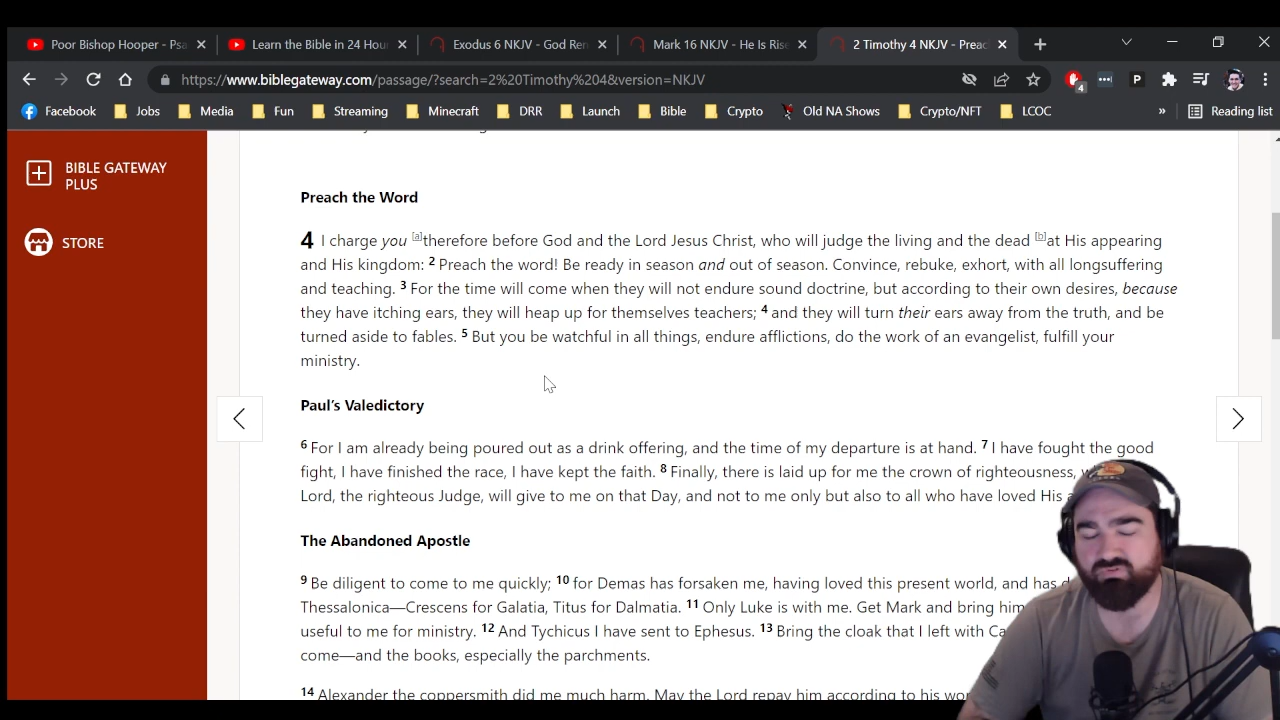 Poor Bishop Hooper - Psa
Learn the Bible in 24 Hour
Exodus 6 NKJV - God Ren
Mark 16 NKJV - He Is Rise
2 Timothy 4 NKJV - Preac
https://www.biblegateway.com/passage/?search=2%20Timothy%204&version=NKJV
4
P
Facebook
Jobs
Media
Fun
Streaming
Minecraft
DRR
Launch
Bible
Crypto
Old NA Shows
Crypto/NFT
LCOC
»
Reading list
BIBLE GATEWAY
PLUS
STORE
Preach the Word
4 I charge you [a]therefore before God and the Lord Jesus Christ, who will judge the living and the dead [b]at His appearing
and His kingdom: 2 Preach the word! Be ready in season and out of season. Convince, rebuke, exhort, with all longsuffering
and teaching. 3 For the time will come when they will not endure sound doctrine, but according to their own desires, because
they have itching ears, they will heap up for themselves teachers; 4 and they will turn their ears away from the truth, and be
turned aside to fables. 5 But you be watchful in all things, endure afflictions, do the work of an evangelist, fulfill your
ministry.
Paul's Valedictory
6 For I am already being poured out as a drink offering, and the time of my departure is at hand. 7 I have fought the good
fight, I have finished the race, I have kept the faith. 8 Finally, there is laid up for me the crown of righteousness,
Lord, the righteous Judge, will give to me on that Day, and not to me only but also to all who have loved His
The Abandoned Apostle
9 Be diligent to come to me quickly; 10 for Demas has forsaken me, having loved this present world, and has
Thessalonica—Crescens for Galatia, Titus for Dalmatia. 11 Only Luke is with me. Get Mark and bring him
useful to me for ministry. 12 And Tychicus I have sent to Ephesus. 13 Bring the cloak that I left with
come—and the books, especially the parchments.
14 Alexander the coppersmith did me much harm. May the Lord repay him according to his